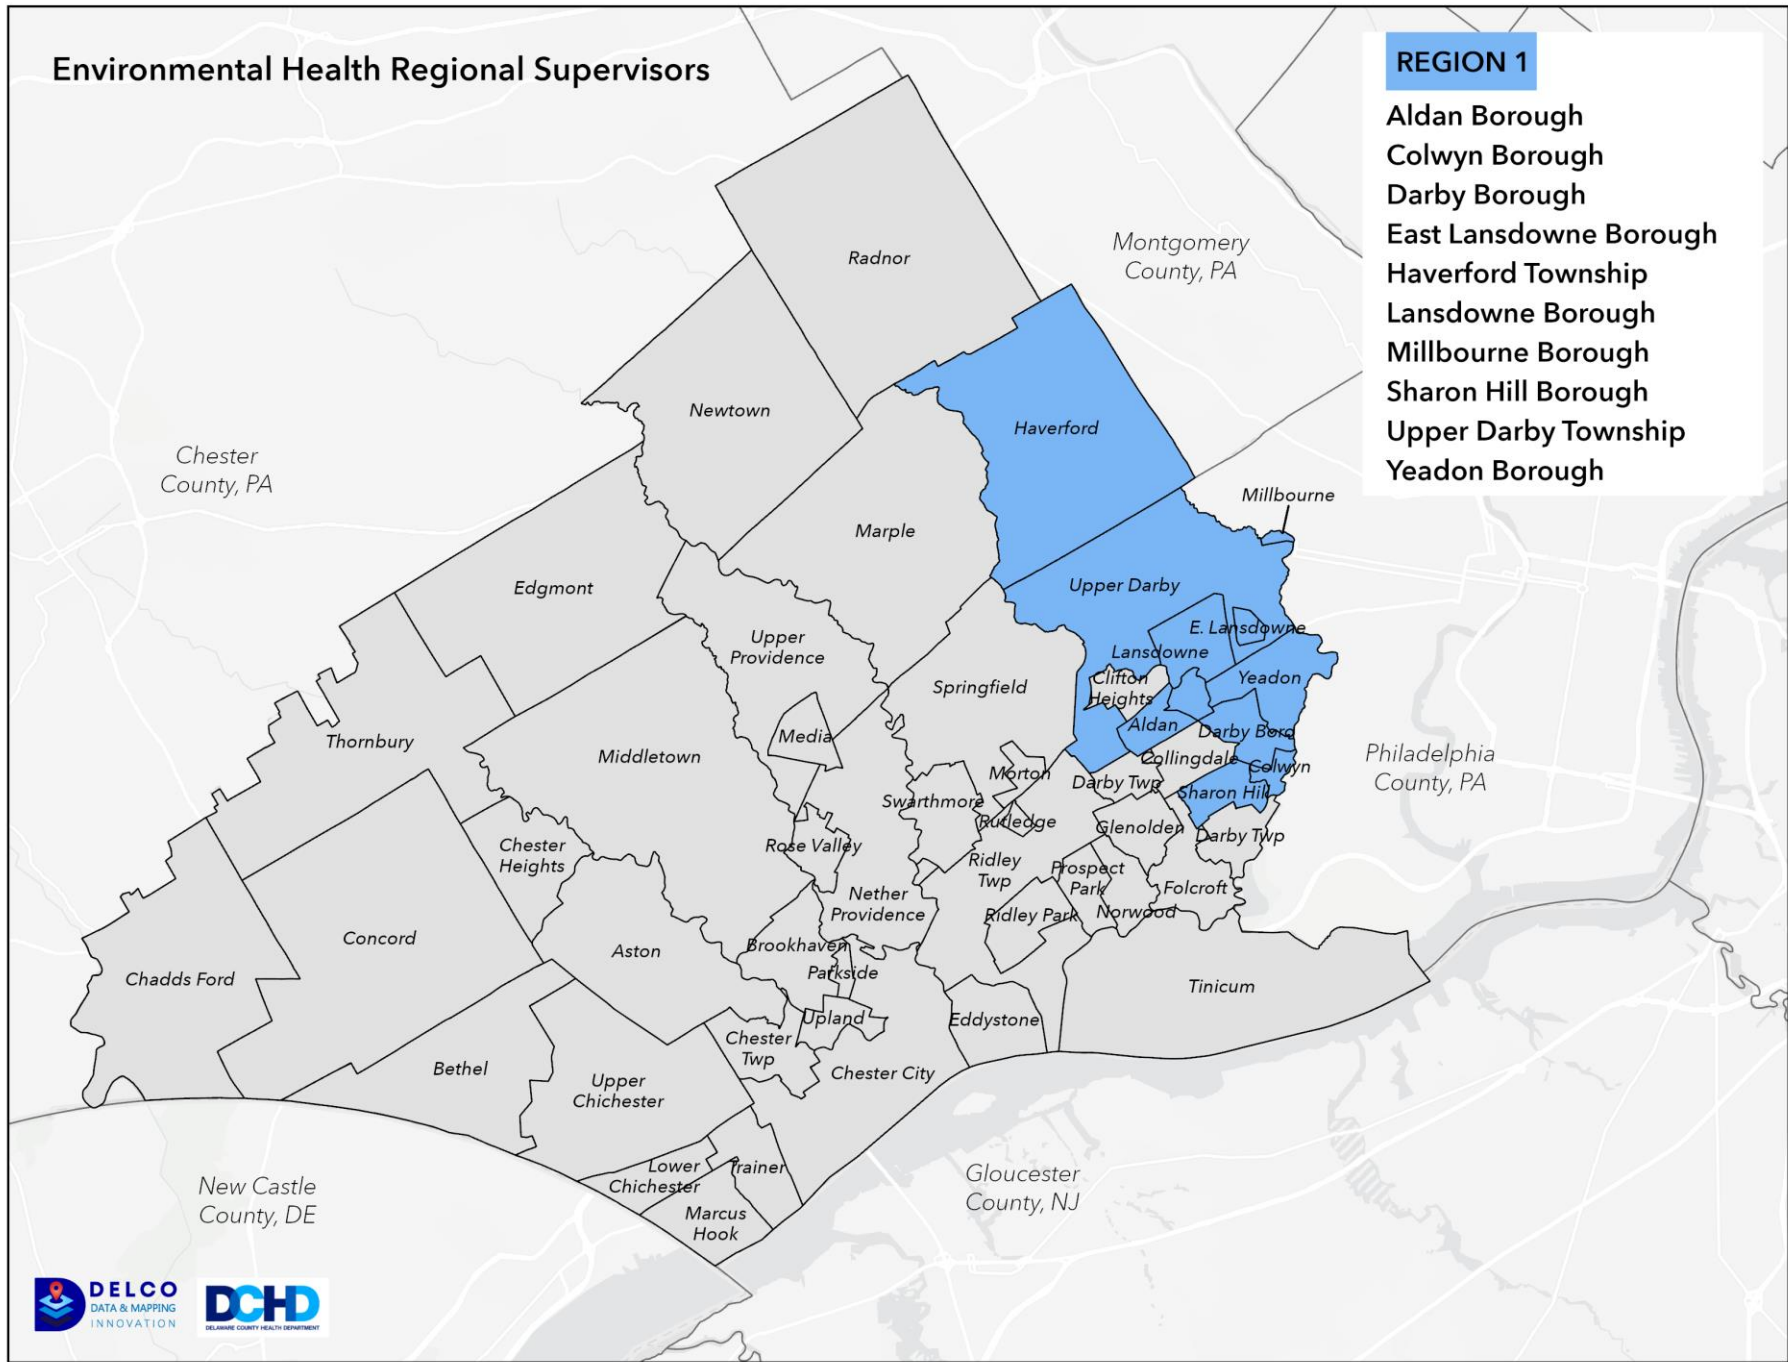 Environmental Health Regional Supervisors
REGION 1
Aldan Borough
Colwyn Borough
Darby Borough
East Lansdowne Borough
Haverford Township
Lansdowne Borough
Millbourne Borough
Sharon Hill Borough
Upper Darby Township
Yeadon Borough
Radnor
Montgomery
County, PA
Newtown
Haverford
Chester
County, PA
Millbourne
Marple
Edgmont
Upper Darby
Upper
Providence
E. Lansdowne
Lansdowne
Clifton
Heights
Yeadon
Springfield
Aldan
Darby Boro
Thornbury
Media
Middletown
Collingdale
Colwyn
Philadelphia
County, PA
Morton
Darby Twp
Sharon Hill
Swarthmore
Rutledge
Glenolden
Darby Twp
Chester
Heights
Rose Valley
Ridley
Twp
Prospect
Park
Folcroft
Nether
Providence
Ridley Park
Norwood
Concord
Aston
Brookhaven
Parkside
Chadds Ford
Tinicum
Upland
Eddystone
Chester
Twp
Bethel
Chester City
Upper
Chichester
Lower
Chichester
Trainer
Marcus
Hook
New Castle
County, DE
Gloucester
County, NJ
DELCO
DATA & MAPPING
INNOVATION
DCHD
DELAWARE COUNTY HEALTH DEPARTMENT